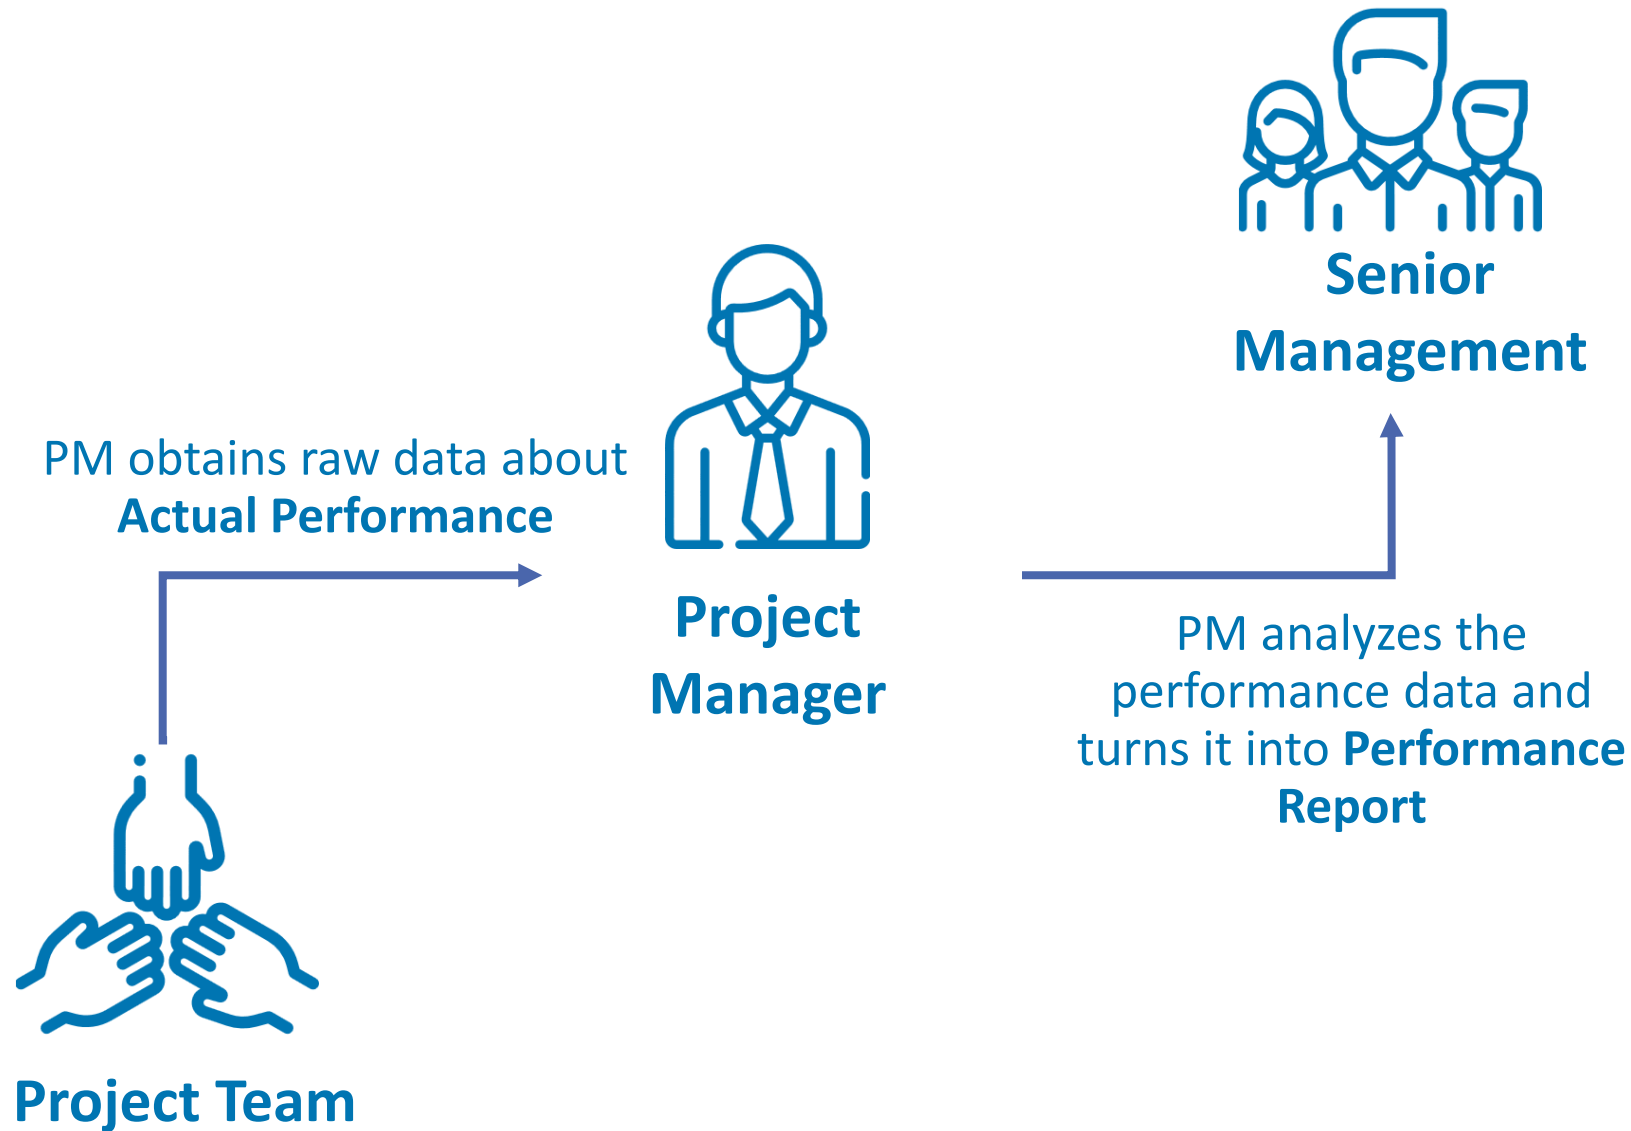 Senior
Management
PM obtains raw data about
Actual Performance
Project
Manager
PM analyzes the
performance data and
turns it into Performance
Report
Project Team